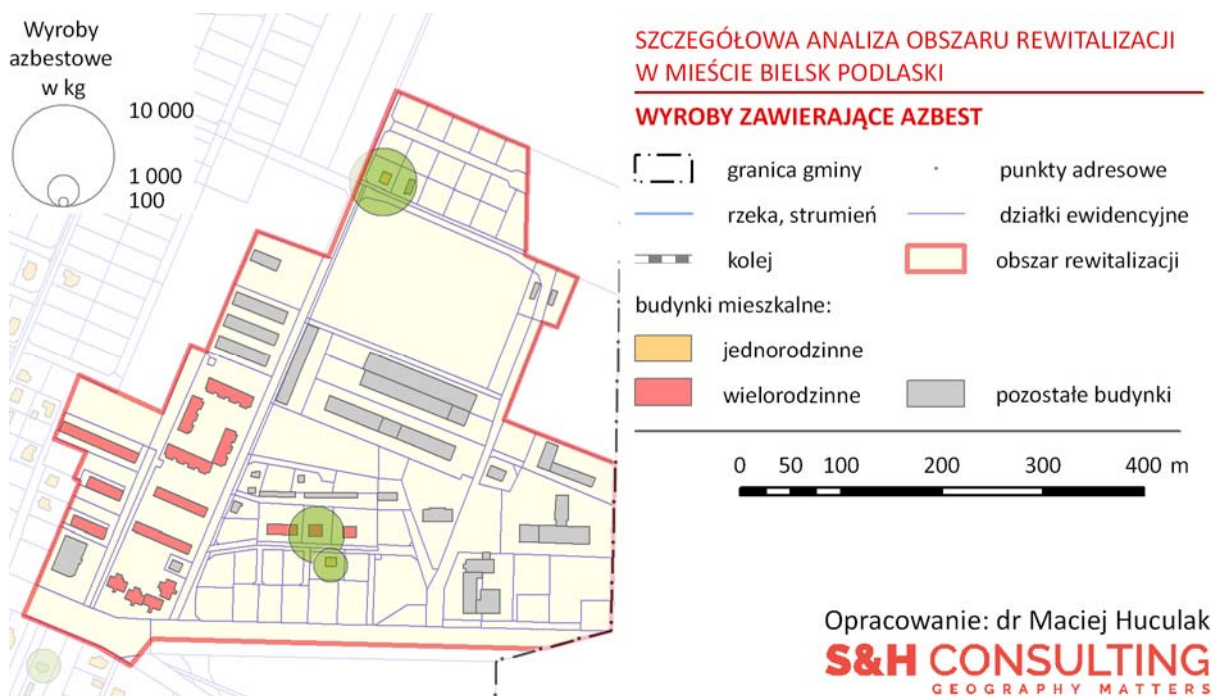 Wyroby
azbestowe
w kg
10 000
1 000
100
SZCZEGÓŁOWA ANALIZA OBSZARU REWITALIZACJI
W MIEŚCIE BIELSK PODLASKI
WYROBY ZAWIERAJĄCE AZBEST
granica gminy
punkty adresowe
rzeka, strumień
działki ewidencyjne
kolej
obszar rewitalizacji
budynki mieszkalne:
jednorodzinne
wielorodzinne
pozostałe budynki
0 50 100 200 300 400 m
Opracowanie: dr Maciej Huculak
S&H CONSULTING
GEOGRAPHY MATTERS